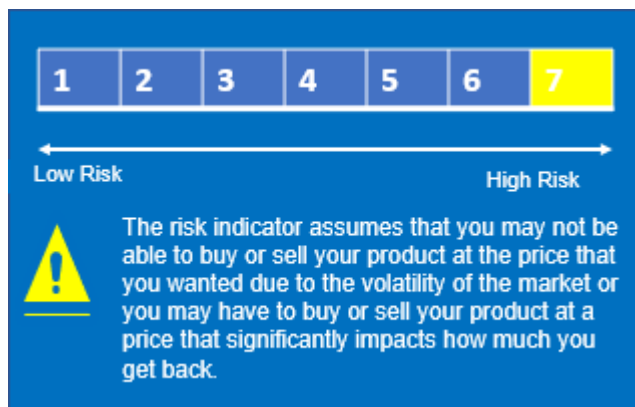 1 2 3 4 5 6 7
Low Risk High Risk
!
The risk indicator assumes that you may not be
able to buy or sell your product at the price that
you wanted due to the volatility of the market or
you may have to buy or sell your product at a
price that significantly impacts how much you
get back.